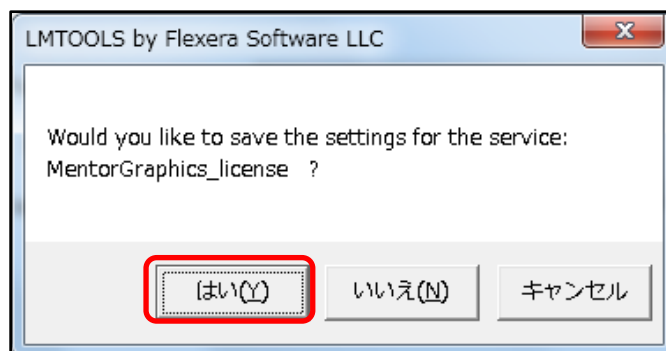 LMTOOLS by Flexera Software LLC
Would you like to save the settings for the service:
MentorGraphics_license ?
はい(Y) いいえ(N) キャンセル